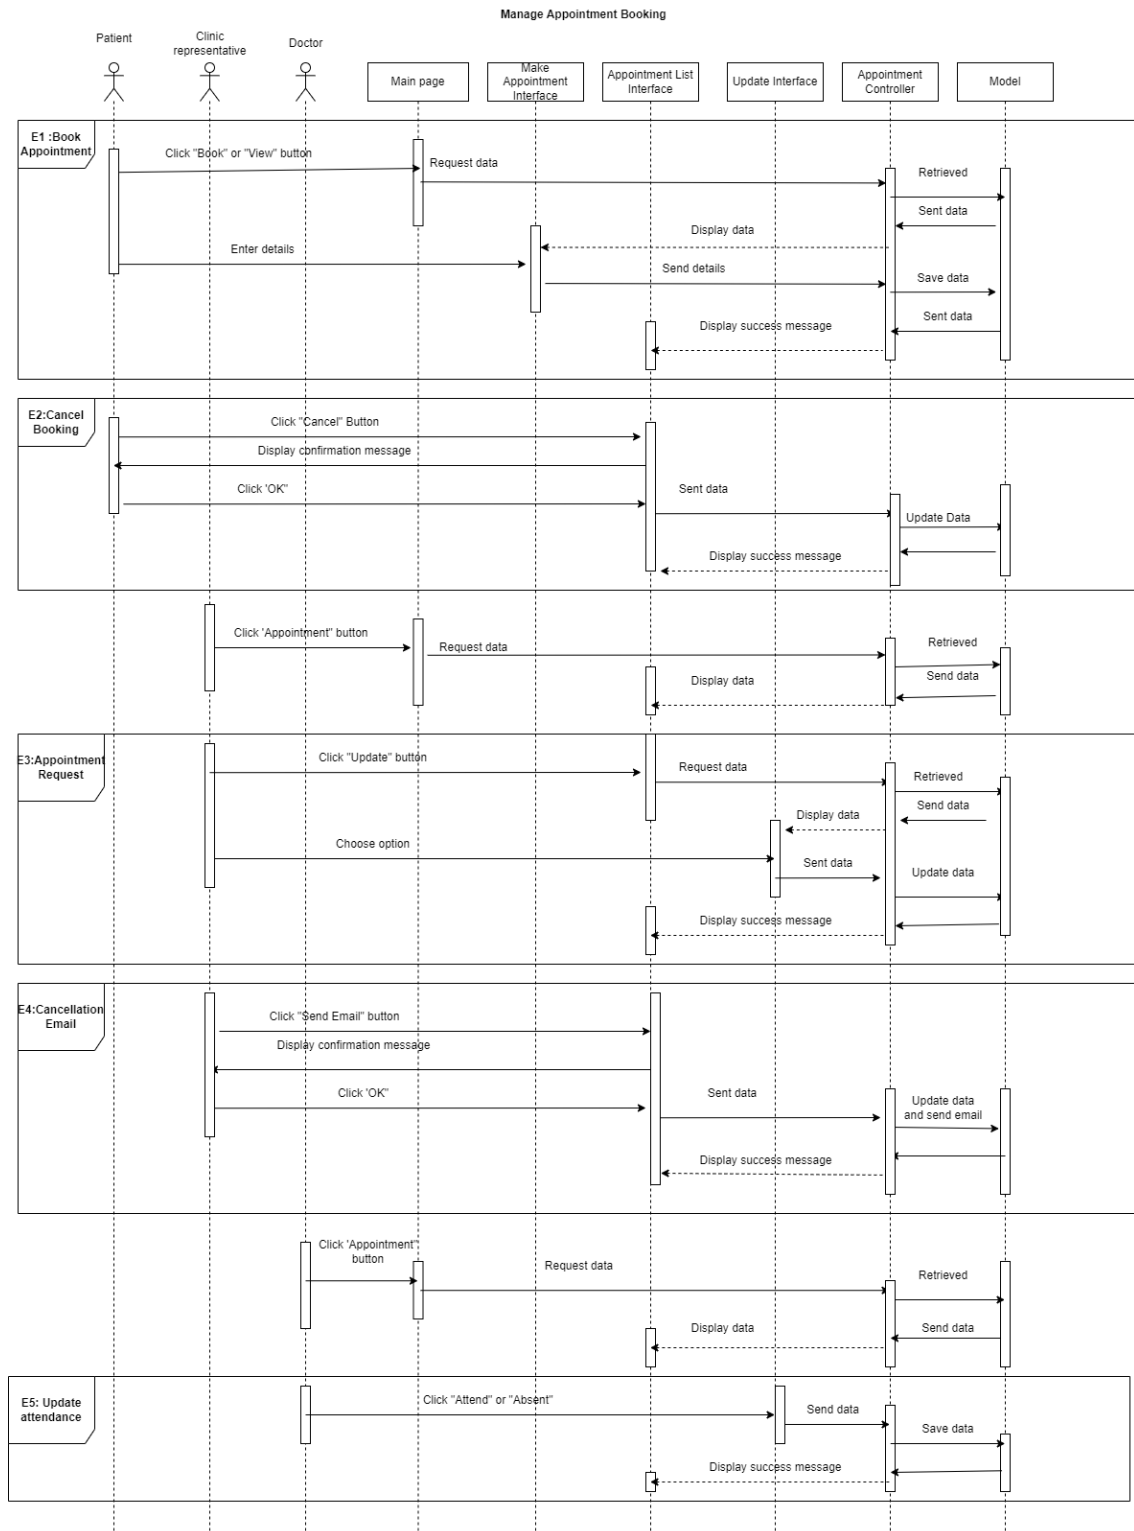 Manage Appointment Booking
Patient
Clinic
representative
Doctor
Main page
Make
Appointment
Interface
Appointment List
Interface
Update Interface
Appointment
Controller
Model
E1 :Book
Appointment
Click "Book" or "View" button
Request data
Retrieved
Sent data
Display data
Enter details
Send details
Save data
Sent data
Display success message
E2:Cancel
Booking
Click "Cancel" Button
Display confirmation message
Click 'OK"
Sent data
Update Data
Display success message
Click 'Appointment" button
Request data
Retrieved
Send data
Display data
E3:Appointment
Request
Click "Update" button
Request data
Retrieved
Send data
Display data
Choose option
Sent data
Update data
Display success message
E4:Cancellation
Email
Click "Send Email" button
Display confirmation message
Click 'OK"
Sent data
Update data
and send email
Display success message
Click 'Appointment"
button
Request data
Retrieved
Send data
Display data
E5: Update
attendance
Click "Attend" or "Absent"
Send data
Save data
Display success message